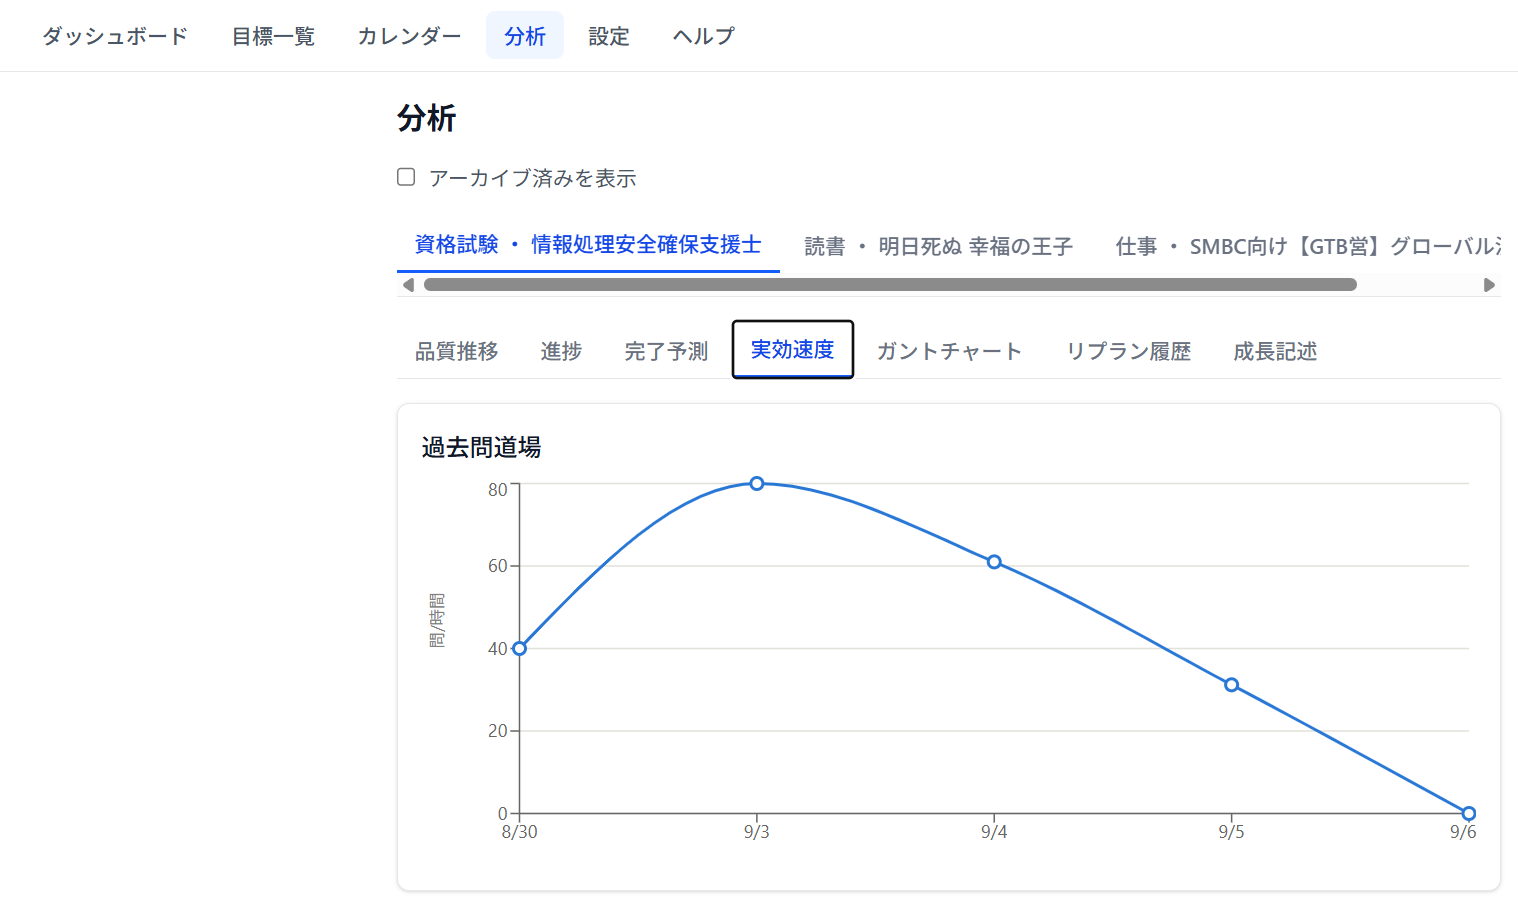 ダッシュボード 目標一覧 カレンダー 分析 設定 ヘルプ
分析
アーカイブ済みを表示
資格試験 ・ 情報処理安全確保支援士 読書 ・ 明日死ぬ 幸福の王子 仕事 ・ SMBC向け【GTB営】グローバル
品質推移 進捗 完了予測 実効速度 ガントチャート リプラン履歴 成長記述
過去問道場
80
60
問/時間
40
20
0
8/30 9/3 9/4 9/5 9/6